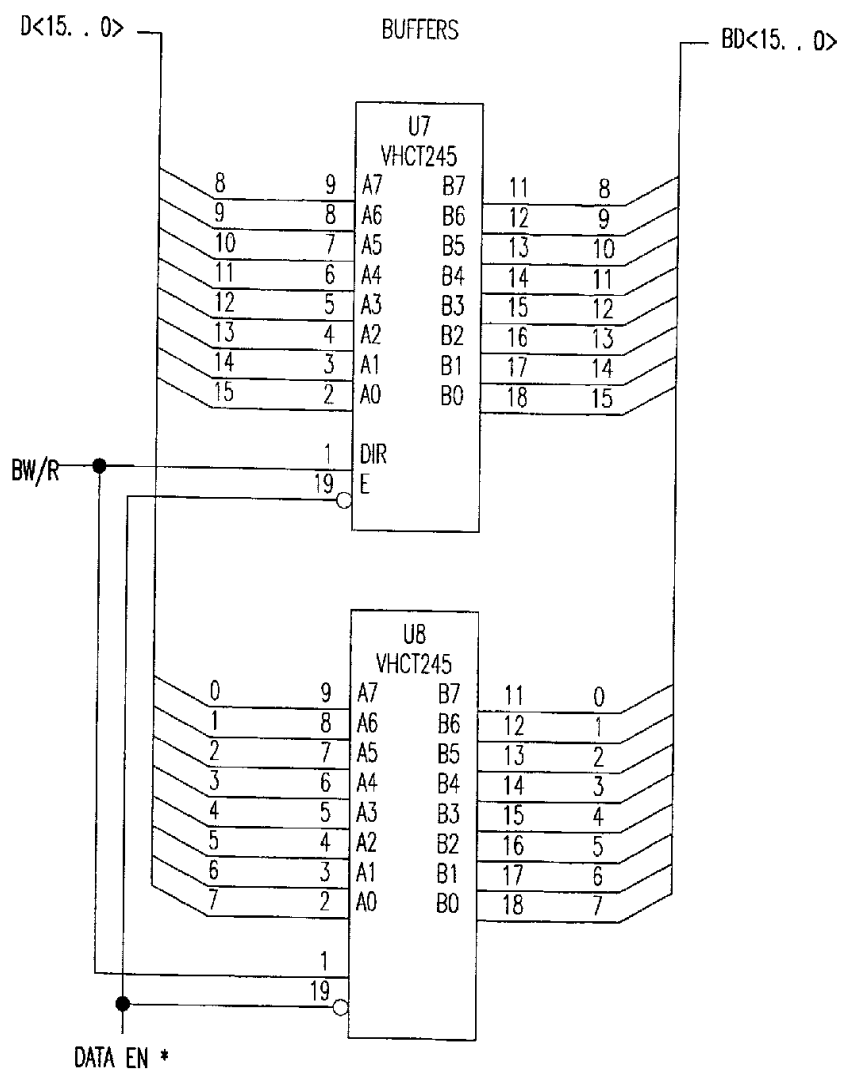 D<15. . 0> BUFFERS BD<15. . 0>
U7
VHCT245
8 9 A7 B7 11 8
9 8 A6 B6 12 9
10 7 A5 B5 13 10
11 6 A4 B4 14 11
12 5 A3 B3 15 12
13 4 A2 B2 16 13
14 3 A1 B1 17 14
15 2 A0 B0 18 15
BW/R 1 DIR
19 E
U8
VHCT245
0 9 A7 B7 11 0
1 8 A6 B6 12 1
2 7 A5 B5 13 2
3 6 A4 B4 14 3
4 5 A3 B3 15 4
5 4 A2 B2 16 5
6 3 A1 B1 17 6
7 2 A0 B0 18 7
1
19
DATA EN *